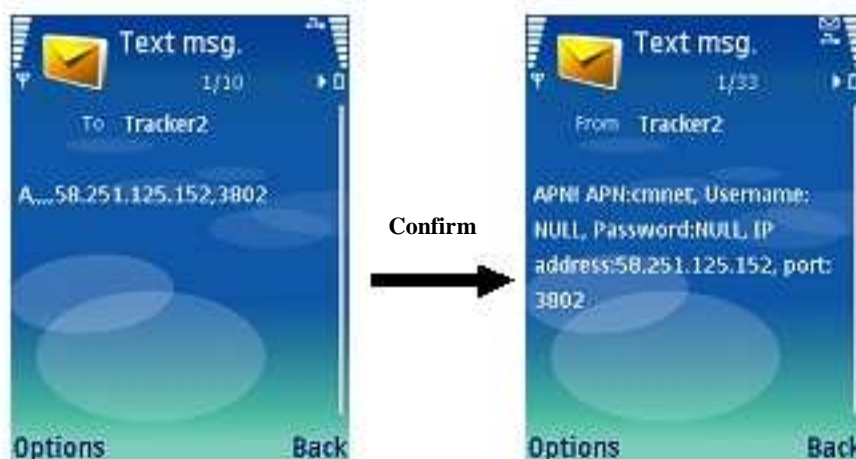 Text msg.
1/10
To Tracker2
A,,,,58.251.125.152,3802
Options Back
Confirm
Text msg.
1/33
From Tracker2
APN! APN:cmnet, Username:
NULL, Password:NULL, IP
address:58.251.125.152, port:
3802
Options Back